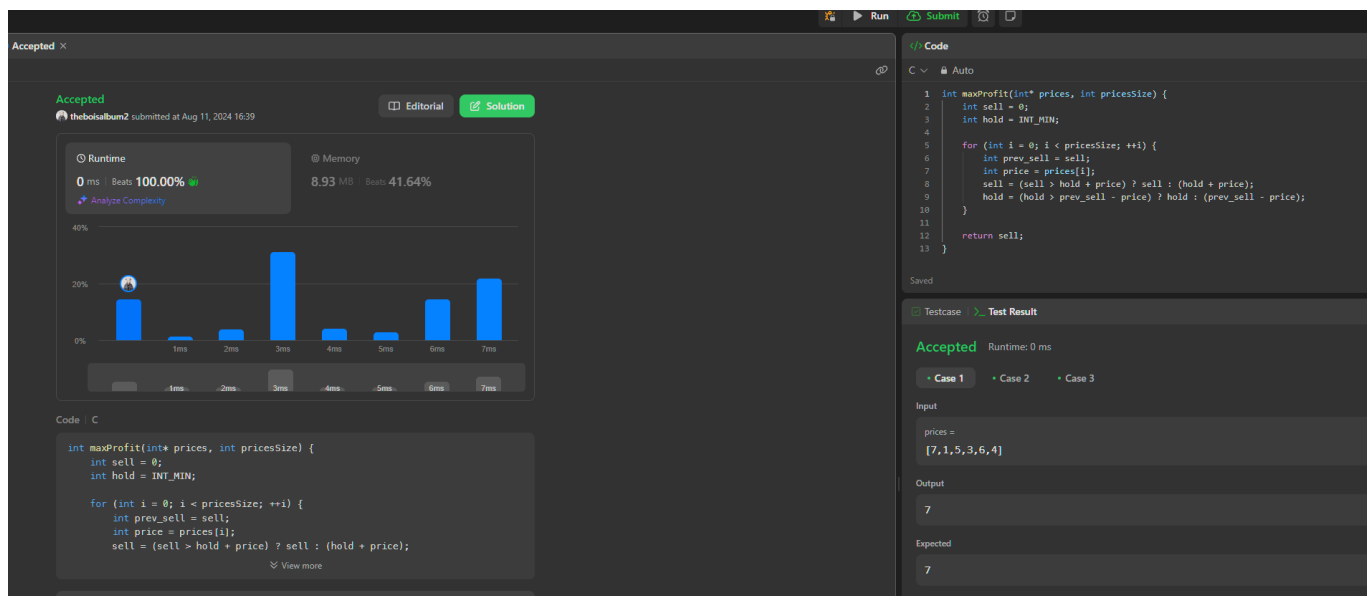 Run Submit
Accepted ×
Accepted
Editorial
Solution
theboisalbum2 submitted at Aug 11, 2024 16:39
Runtime
0 ms | Beats 100.00%
Analyze Complexity
Memory
8.93 MB | Beats 41.64%
40%
20%
0%
1ms 2ms 3ms 4ms 5ms 6ms 7ms
1ms 2ms 3ms 4ms 5ms 6ms 7ms
Code | C
int maxProfit(int* prices, int pricesSize) {
    int sell = 0;
    int hold = INT_MIN;
    for (int i = 0; i < pricesSize; ++i) {
        int prev_sell = sell;
        int price = prices[i];
        sell = (sell > hold + price) ? sell : (hold + price);
View more
</> Code
C Auto
1 int maxProfit(int* prices, int pricesSize) {
2     int sell = 0;
3     int hold = INT_MIN;
4
5     for (int i = 0; i < pricesSize; ++i) {
6         int prev_sell = sell;
7         int price = prices[i];
8         sell = (sell > hold + price) ? sell : (hold + price);
9         hold = (hold > prev_sell - price) ? hold : (prev_sell - price);
10     }
11
12     return sell;
13 }
Saved
Testcase | >_ Test Result
Accepted Runtime: 0 ms
• Case 1 • Case 2 • Case 3
Input
prices =
[7,1,5,3,6,4]
Output
7
Expected
7